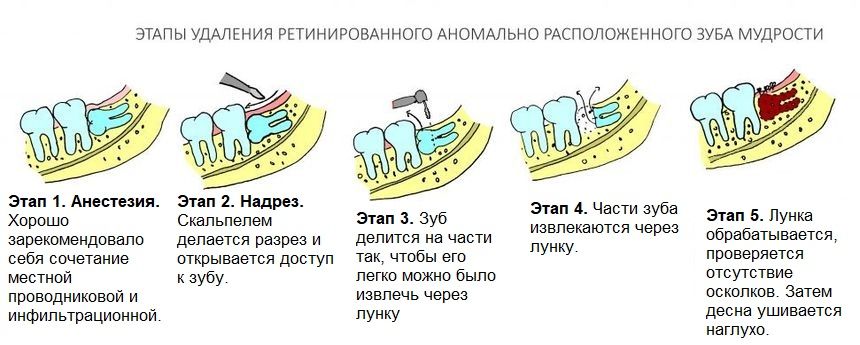 ЭТАПЫ УДАЛЕНИЯ РЕТИНИРОВАННОГО АНОМАЛЬНО РАСПОЛОЖЕННОГО ЗУБА МУДРОСТИ
Этап 1. Анестезия.
Хорошо
зарекомендовало
себя сочетание
местной
проводниковой и
инфильтрационной.
Этап 2. Надрез.
Скальпелем
делается разрез и
открывается доступ
к зубу.
Этап 3. Зуб
делится на части
так, чтобы его
легко можно было
извлечь через
лунку
Этап 4. Части зуба
извлекаются через
лунку.
Этап 5. Лунка
обрабатывается,
проверяется
отсутствие
осколков. Затем
десна ушивается
наглухо.